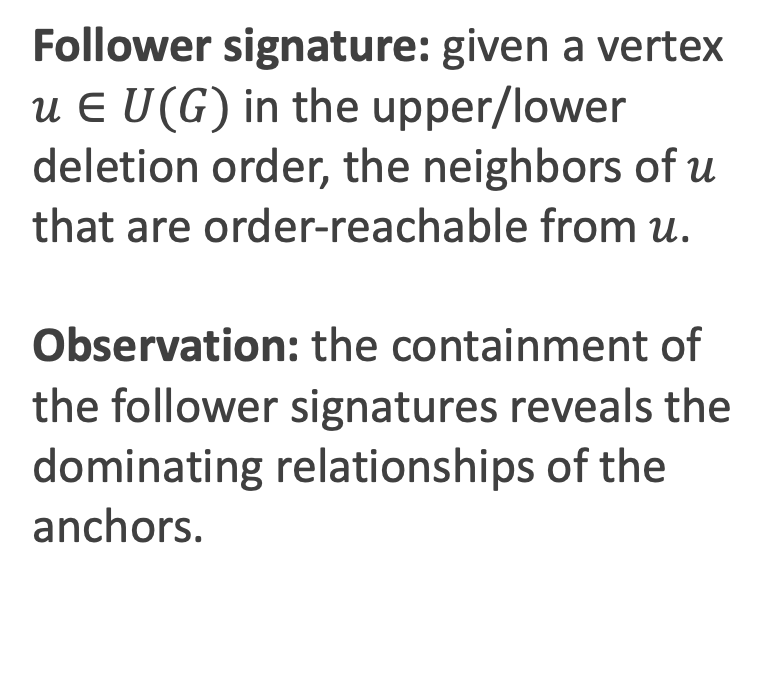 Follower signature: given a vertex
u ∈ U(G) in the upper/lower
deletion order, the neighbors of u
that are order-reachable from u.
Observation: the containment of
the follower signatures reveals the
dominating relationships of the
anchors.